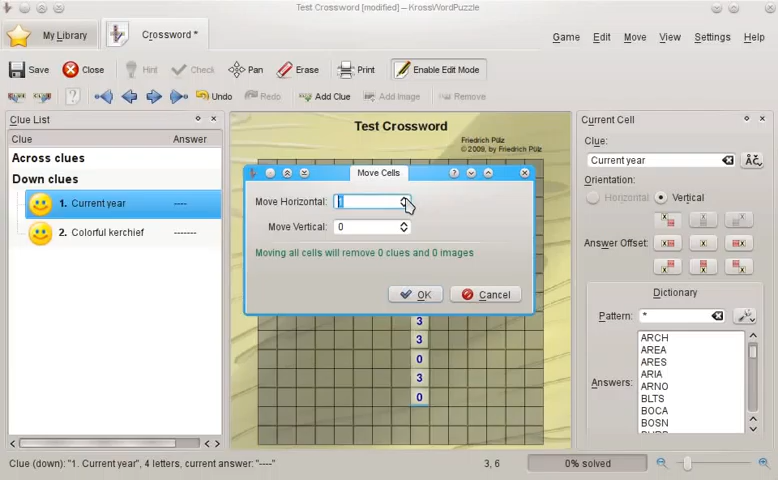 Test Crossword [modified] – KrossWordPuzzle
My Library
Crossword *
Game Edit Move View Settings Help
Save Close Hint Check Pan Erase Print Enable Edit Mode
Undo Redo Add Clue Add Image Remove
Clue List
Clue Answer
Across clues
Down clues
1. Current year ----
2. Colorful kerchief -------
Test Crossword
Friedrich Pülz
© 2009, by Friedrich Pülz
Move Cells
Move Horizontal:
Move Vertical: 0
Moving all cells will remove 0 clues and 0 images
OK Cancel
3
3
0
3
0
Current Cell
Clue:
Current year
Orientation:
Horizontal Vertical
Answer Offset:
Dictionary
Pattern: *
Answers:
ARCH
AREA
ARES
ARIA
ARNO
BLTS
BOCA
BOSN
Clue (down): "1. Current year", 4 letters, current answer: "----"
3, 6
0% solved